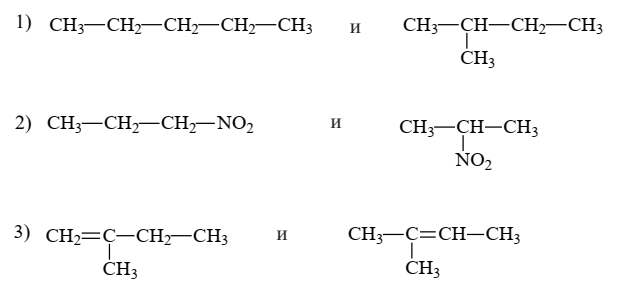 1) CH₃—CH₂—CH₂—CH₂—CH₃ и CH₃—CH—CH₂—CH₃
CH₃
2) CH₃—CH₂—CH₂—NO₂ и CH₃—CH—CH₃
NO₂
3) CH₂=C—CH₂—CH₃ и CH₃—C=CH—CH₃
CH₃ CH₃